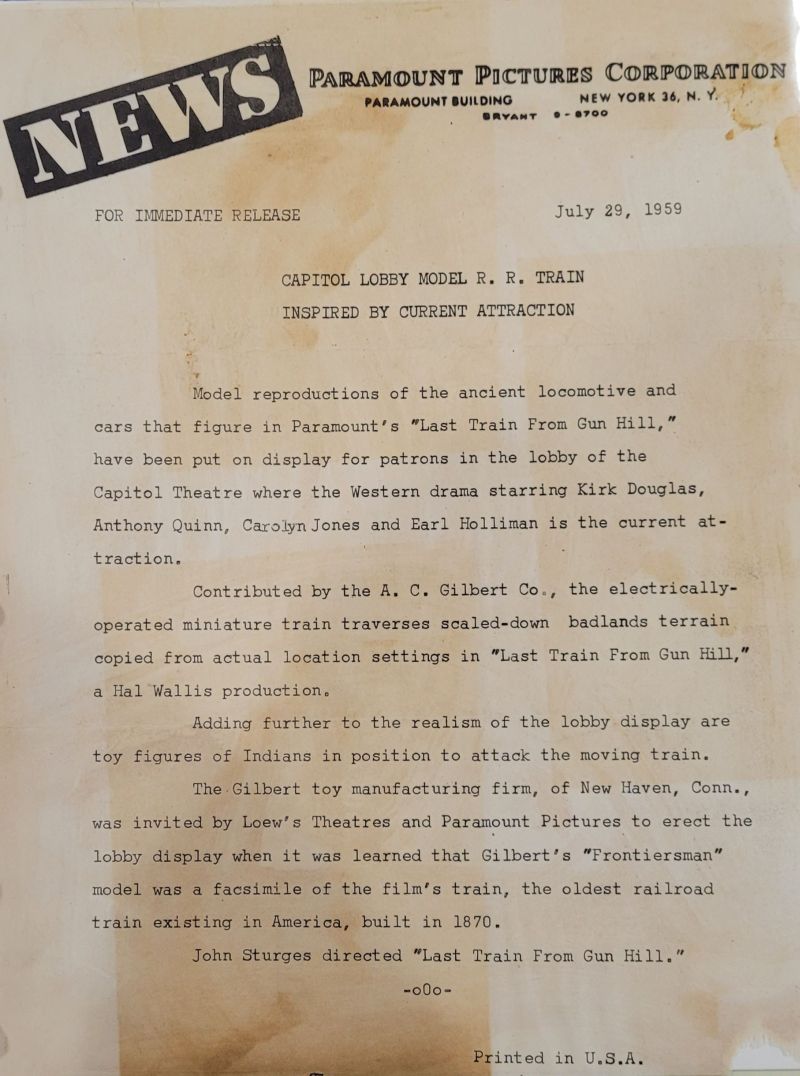 NEWS
PARAMOUNT PICTURES CORPORATION
PARAMOUNT BUILDING NEW YORK 36, N. Y.
BRYANT 9-8700
FOR IMMEDIATE RELEASE July 29, 1959
CAPITOL LOBBY MODEL R. R. TRAIN
INSPIRED BY CURRENT ATTRACTION
Model reproductions of the ancient locomotive and
cars that figure in Paramount's "Last Train From Gun Hill,"
have been put on display for patrons in the lobby of the
Capitol Theatre where the Western drama starring Kirk Douglas,
Anthony Quinn, Carolyn Jones and Earl Holliman is the current at-
traction.
Contributed by the A. C. Gilbert Co., the electrically-
operated miniature train traverses scaled-down badlands terrain
copied from actual location settings in "Last Train From Gun Hill,"
a Hal Wallis production.
Adding further to the realism of the lobby display are
toy figures of Indians in position to attack the moving train.
The Gilbert toy manufacturing firm, of New Haven, Conn.,
was invited by Loew's Theatres and Paramount Pictures to erect the
lobby display when it was learned that Gilbert's "Frontiersman"
model was a facsimile of the film's train, the oldest railroad
train existing in America, built in 1870.
John Sturges directed "Last Train From Gun Hill."
-oOo-
Printed in U.S.A.